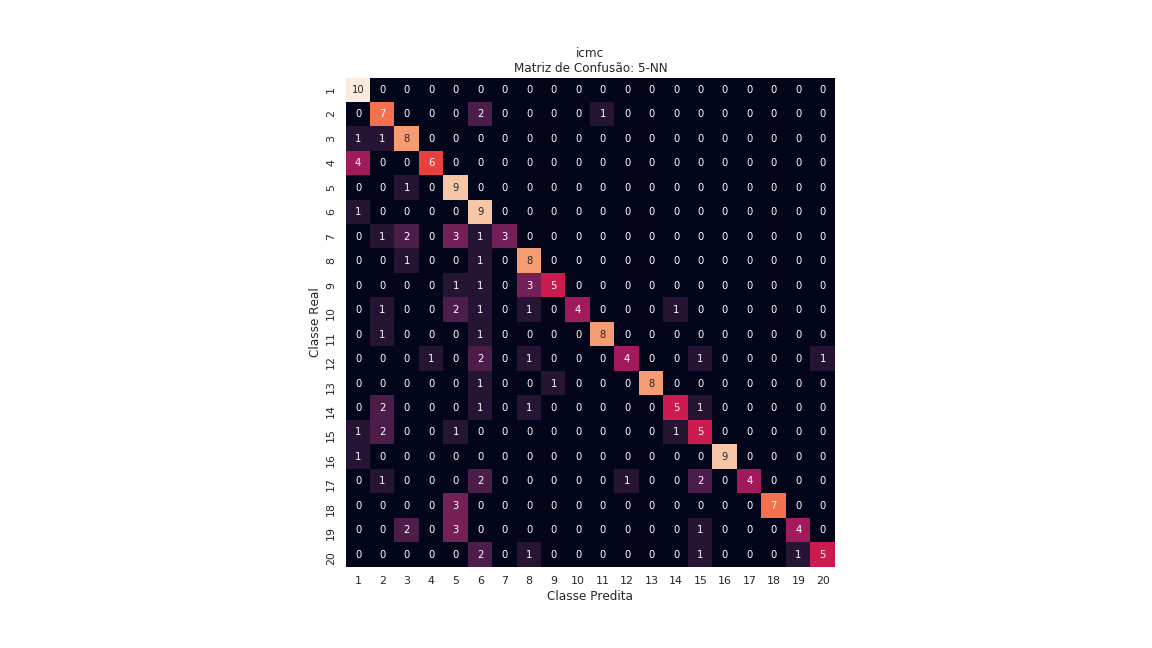 icmc
Matriz de Confusão: 5-NN
Classe Real
1 10 0 0 0 0 0 0 0 0 0 0 0 0 0 0 0 0 0 0 0
2 0 7 0 0 0 2 0 0 0 0 1 0 0 0 0 0 0 0 0 0
3 1 1 8 0 0 0 0 0 0 0 0 0 0 0 0 0 0 0 0 0
4 4 0 0 6 0 0 0 0 0 0 0 0 0 0 0 0 0 0 0 0
5 0 0 1 0 9 0 0 0 0 0 0 0 0 0 0 0 0 0 0 0
6 1 0 0 0 0 9 0 0 0 0 0 0 0 0 0 0 0 0 0 0
7 0 1 2 0 3 1 3 0 0 0 0 0 0 0 0 0 0 0 0 0
8 0 0 1 0 0 1 0 8 0 0 0 0 0 0 0 0 0 0 0 0
9 0 0 0 0 1 1 0 3 5 0 0 0 0 0 0 0 0 0 0 0
10 0 1 0 0 2 1 0 1 0 4 0 0 0 1 0 0 0 0 0 0
11 0 1 0 0 0 1 0 0 0 0 8 0 0 0 0 0 0 0 0 0
12 0 0 0 1 0 2 0 1 0 0 0 4 0 0 1 0 0 0 0 1
13 0 0 0 0 0 1 0 0 1 0 0 0 8 0 0 0 0 0 0 0
14 0 2 0 0 0 1 0 1 0 0 0 0 0 5 1 0 0 0 0 0
15 1 2 0 0 1 0 0 0 0 0 0 0 0 1 5 0 0 0 0 0
16 1 0 0 0 0 0 0 0 0 0 0 0 0 0 0 9 0 0 0 0
17 0 1 0 0 0 2 0 0 0 0 0 1 0 0 2 0 4 0 0 0
18 0 0 0 0 3 0 0 0 0 0 0 0 0 0 0 0 0 7 0 0
19 0 0 2 0 3 0 0 0 0 0 0 0 0 0 1 0 0 0 4 0
20 0 0 0 0 0 2 0 1 0 0 0 0 0 0 1 0 0 0 1 5
1 2 3 4 5 6 7 8 9 10 11 12 13 14 15 16 17 18 19 20
Classe Predita